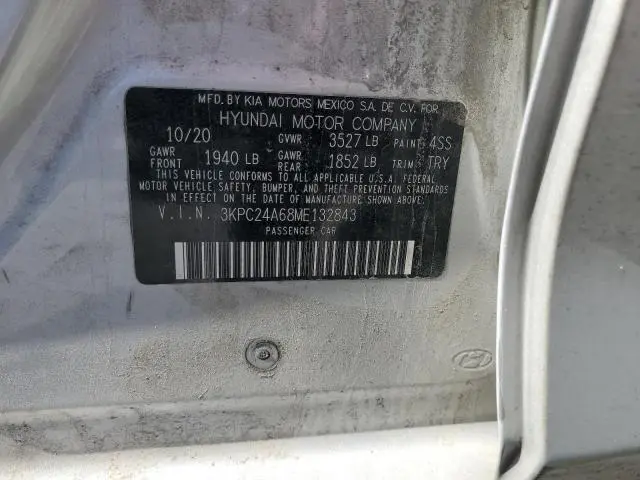 MFD. BY KIA MOTORS MEXICO S.A. DE C.V. FOR
HYUNDAI MOTOR COMPANY
10/20 GVWR 3527 LB PAINT: 4SS
GAWR FRONT 1940 LB GAWR REAR 1852 LB TRIM: TRY
THIS VEHICLE CONFORMS TO ALL APPLICABLE U.S.A. FEDERAL
MOTOR VEHICLE SAFETY, BUMPER, AND THEFT PREVENTION STANDARDS
IN EFFECT ON THE DATE OF MANUFACTURE SHOWN ABOVE.
V.I.N. 3KPC24A68ME132843
PASSENGER CAR